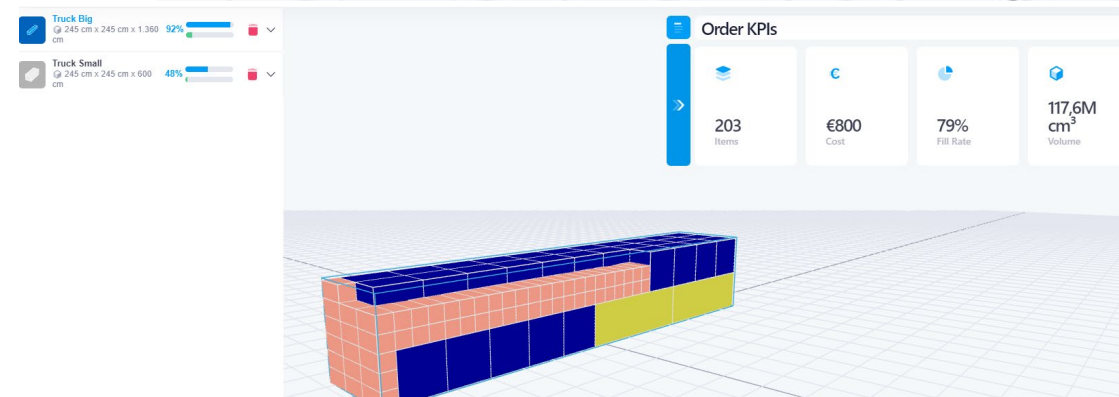 Truck Big
245 cm x 245 cm x 1.360
cm
92%
Truck Small
245 cm x 245 cm x 600
cm
48%
Order KPIs
203
Items
€800
Cost
79%
Fill Rate
117,6M
cm³
Volume